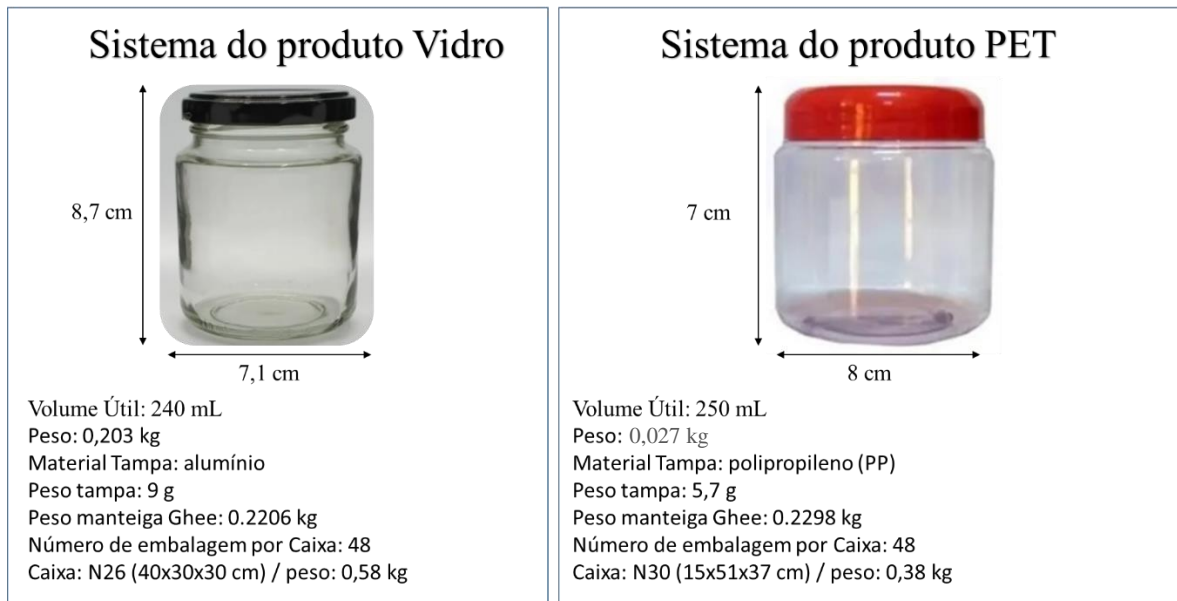 Sistema do produto Vidro
8,7 cm
7,1 cm
Volume Útil: 240 mL
Peso: 0,203 kg
Material Tampa: alumínio
Peso tampa: 9 g
Peso manteiga Ghee: 0.2206 kg
Número de embalagem por Caixa: 48
Caixa: N26 (40x30x30 cm) / peso: 0,58 kg
Sistema do produto PET
7 cm
8 cm
Volume Útil: 250 mL
Peso: 0,027 kg
Material Tampa: polipropileno (PP)
Peso tampa: 5,7 g
Peso manteiga Ghee: 0.2298 kg
Número de embalagem por Caixa: 48
Caixa: N30 (15x51x37 cm) / peso: 0,38 kg